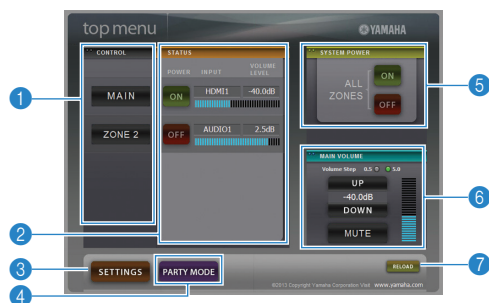 top menu
YAMAHA
CONTROL
STATUS
SYSTEM POWER
POWER INPUT VOLUME LEVEL
MAIN
ON
HDMI1 -40.0dB
ZONE 2
OFF
AUDIO1 2.5dB
ALL ZONES
ON
OFF
MAIN VOLUME
Volume Step 0.5 5.0
UP
-40.0dB
DOWN
MUTE
SETTINGS
PARTY MODE
RELOAD
©2013 Copyright Yamaha Corporation Visit www.yamaha.com
1
2
3
4
5
6
7